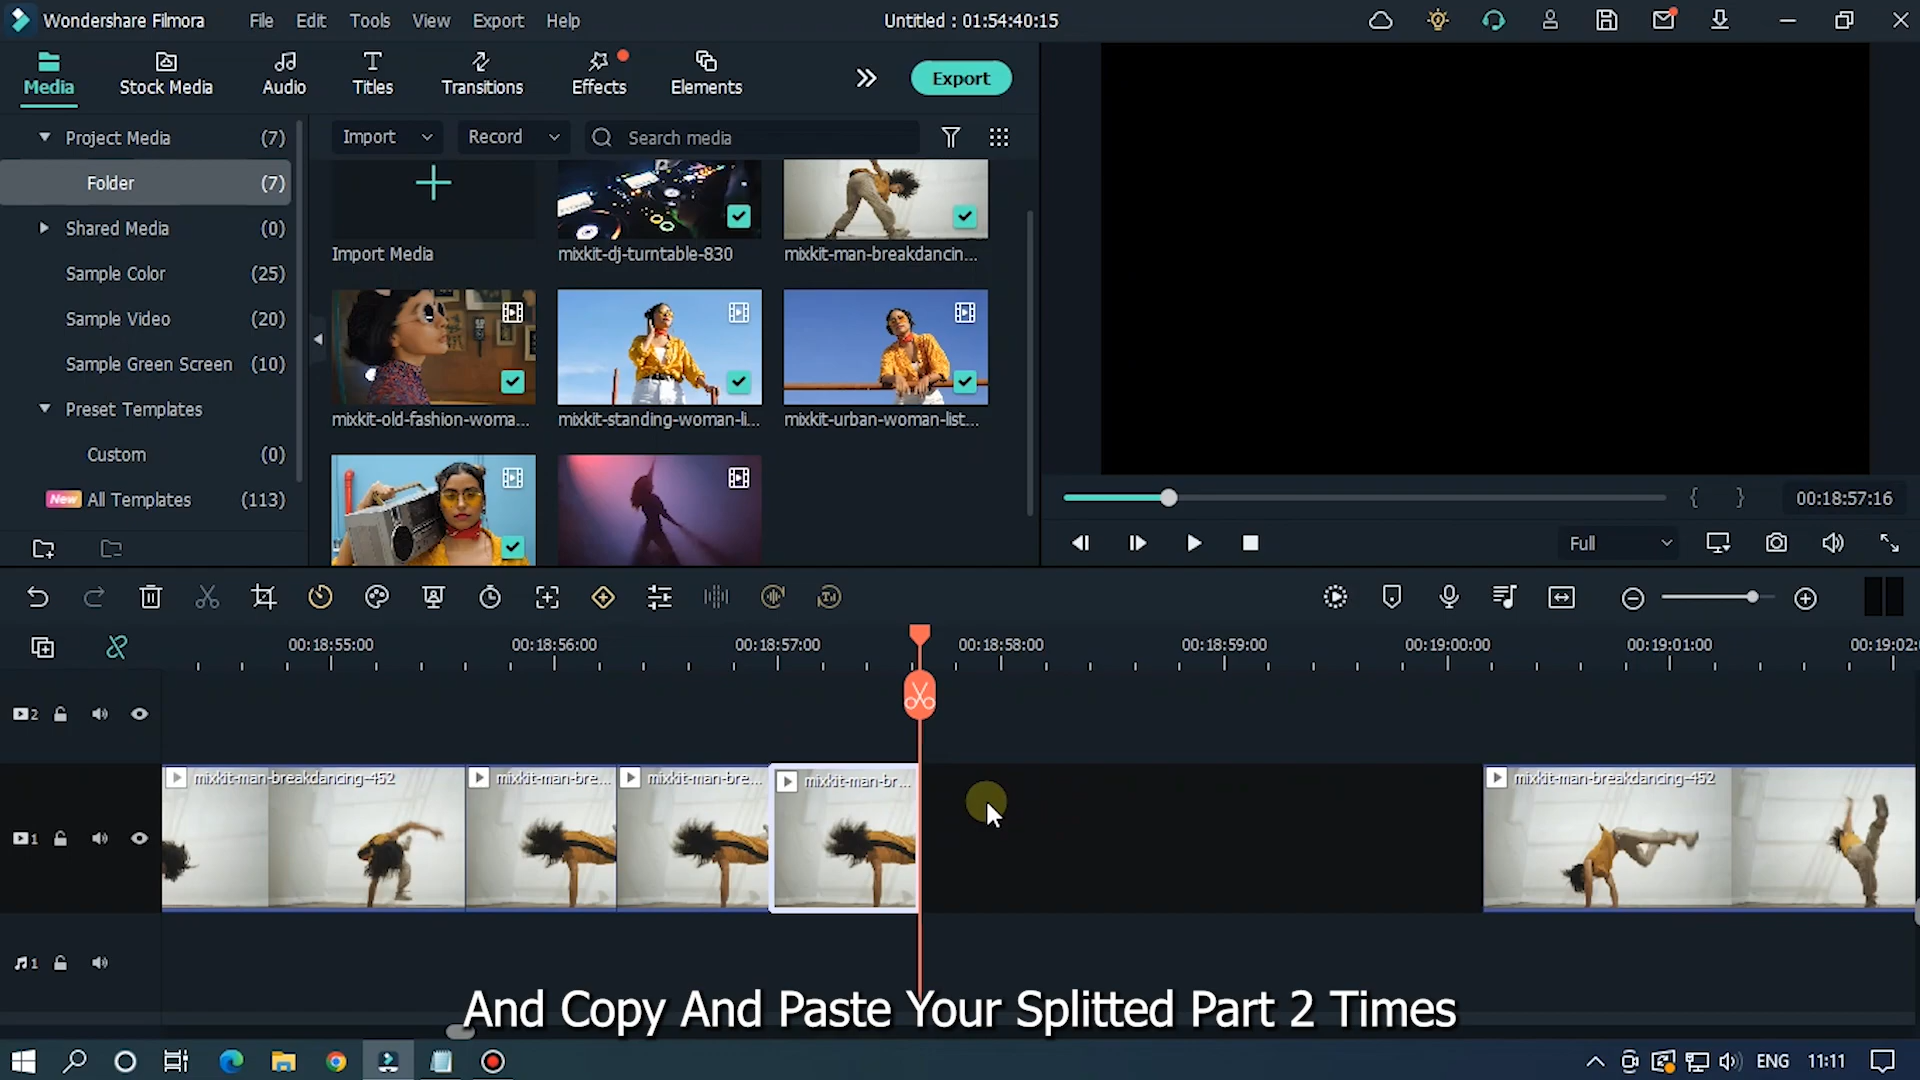 Wondershare Filmora File Edit Tools View Export Help Untitled : 01:54:40:15
Media Stock Media Audio Titles Transitions Effects Elements Export
Project Media (7)
Folder (7)
Shared Media (0)
Sample Color (25)
Sample Video (20)
Sample Green Screen (10)
Preset Templates
Custom (0)
New All Templates (113)
Import Record Search media
Import Media mixkit-dj-turntable-830 mixkit-man-breakdancin...
mixkit-old-fashion-woma... mixkit-standing-woman-li... mixkit-urban-woman-list...
00:18:57:16
Full
00:18:55:00 00:18:56:00 00:18:57:00 00:18:58:00 00:18:59:00 00:19:00:00 00:19:01:00 00:19:02:
2
mixkit-man-breakdancing-452 mixkit-man-bre... mixkit-man-bre... mixkit-man-br... mixkit-man-breakdancing-452
1
1
And Copy And Paste Your Splitted Part 2 Times
ENG 11:11